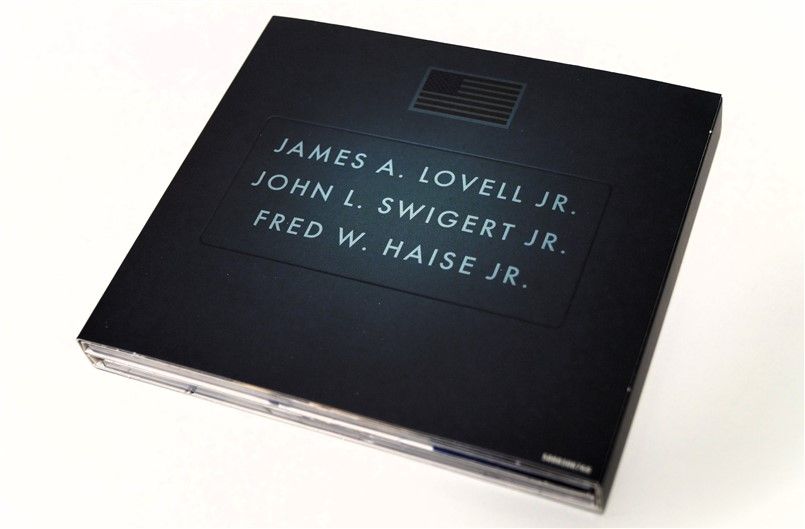 JAMES A. LOVELL JR.
JOHN L. SWIGERT JR.
FRED W. HAISE JR.